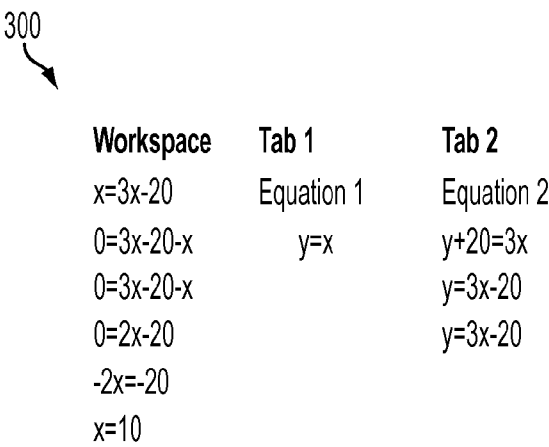 300
Workspace Tab 1 Tab 2
x=3x-20 Equation 1 Equation 2
0=3x-20-x y=x y+20=3x
0=3x-20-x y=3x-20
0=2x-20 y=3x-20
-2x=-20
x=10